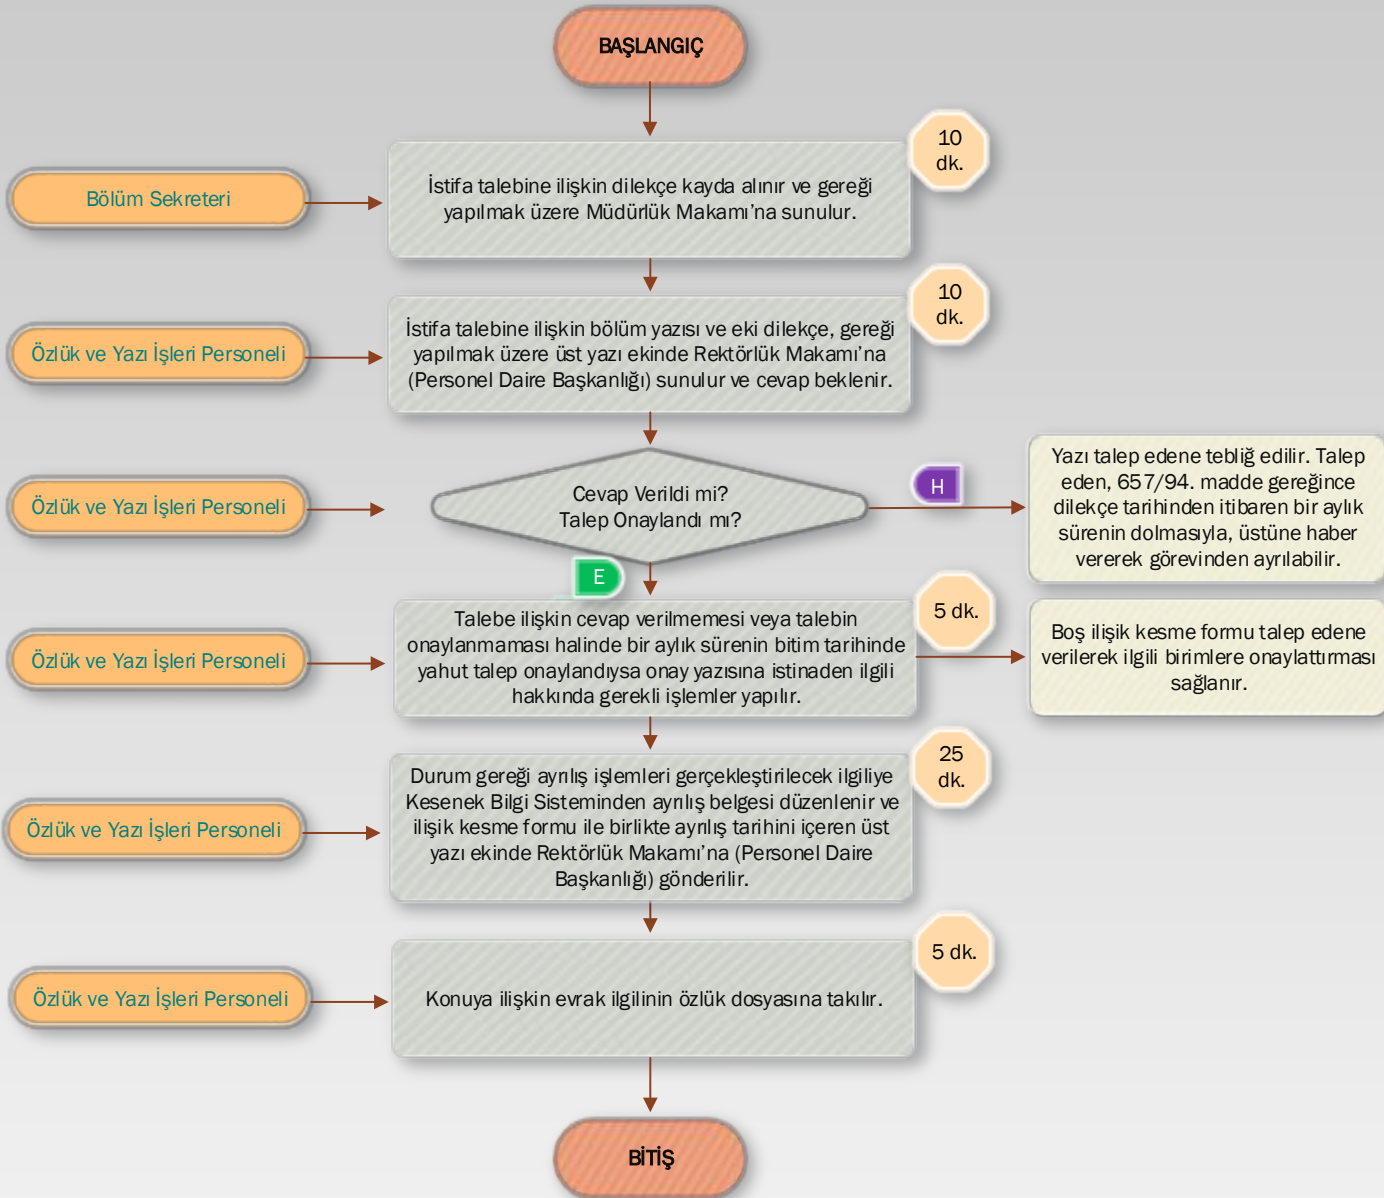 BAŞLANGIÇ
10
dk.
Bölüm Sekreteri
İstifa talebine ilişkin dilekçe kayda alınır ve gereği
yapılmak üzere Müdürlük Makamı'na sunulur.
10
dk.
Özlük ve Yazı İşleri Personeli
İstifa talebine ilişkin bölüm yazısı ve eki dilekçe, gereği
yapılmak üzere üst yazı ekinde Rektörlük Makamı'na
(Personel Daire Başkanlığı) sunulur ve cevap beklenir.
Özlük ve Yazı İşleri Personeli
Cevap Verildi mi?
Talep Onaylandı mı?
H
Yazı talep edene tebliğ edilir. Talep
eden, 657/94. madde gereğince
dilekçe tarihinden itibaren bir aylık
sürenin dolmasıyla, üstüne haber
vererek görevinden ayrılabilir.
E
5 dk.
Özlük ve Yazı İşleri Personeli
Talebe ilişkin cevap verilmemesi veya talebin
onaylanmaması halinde bir aylık sürenin bitim tarihinde
yahut talep onaylandıysa onay yazısına istinaden ilgili
hakkında gerekli işlemler yapılır.
Boş ilişik kesme formu talep edene
verilerek ilgili birimlere onaylattırması
sağlanır.
25
dk.
Özlük ve Yazı İşleri Personeli
Durum gereği ayrılış işlemleri gerçekleştirilecek ilgiliye
Kesenek Bilgi Sisteminden ayrılış belgesi düzenlenir ve
ilişik kesme formu ile birlikte ayrılış tarihini içeren üst
yazı ekinde Rektörlük Makamı'na (Personel Daire
Başkanlığı) gönderilir.
5 dk.
Özlük ve Yazı İşleri Personeli
Konuya ilişkin evrak ilgilinin özlük dosyasına takılır.
BİTİŞ